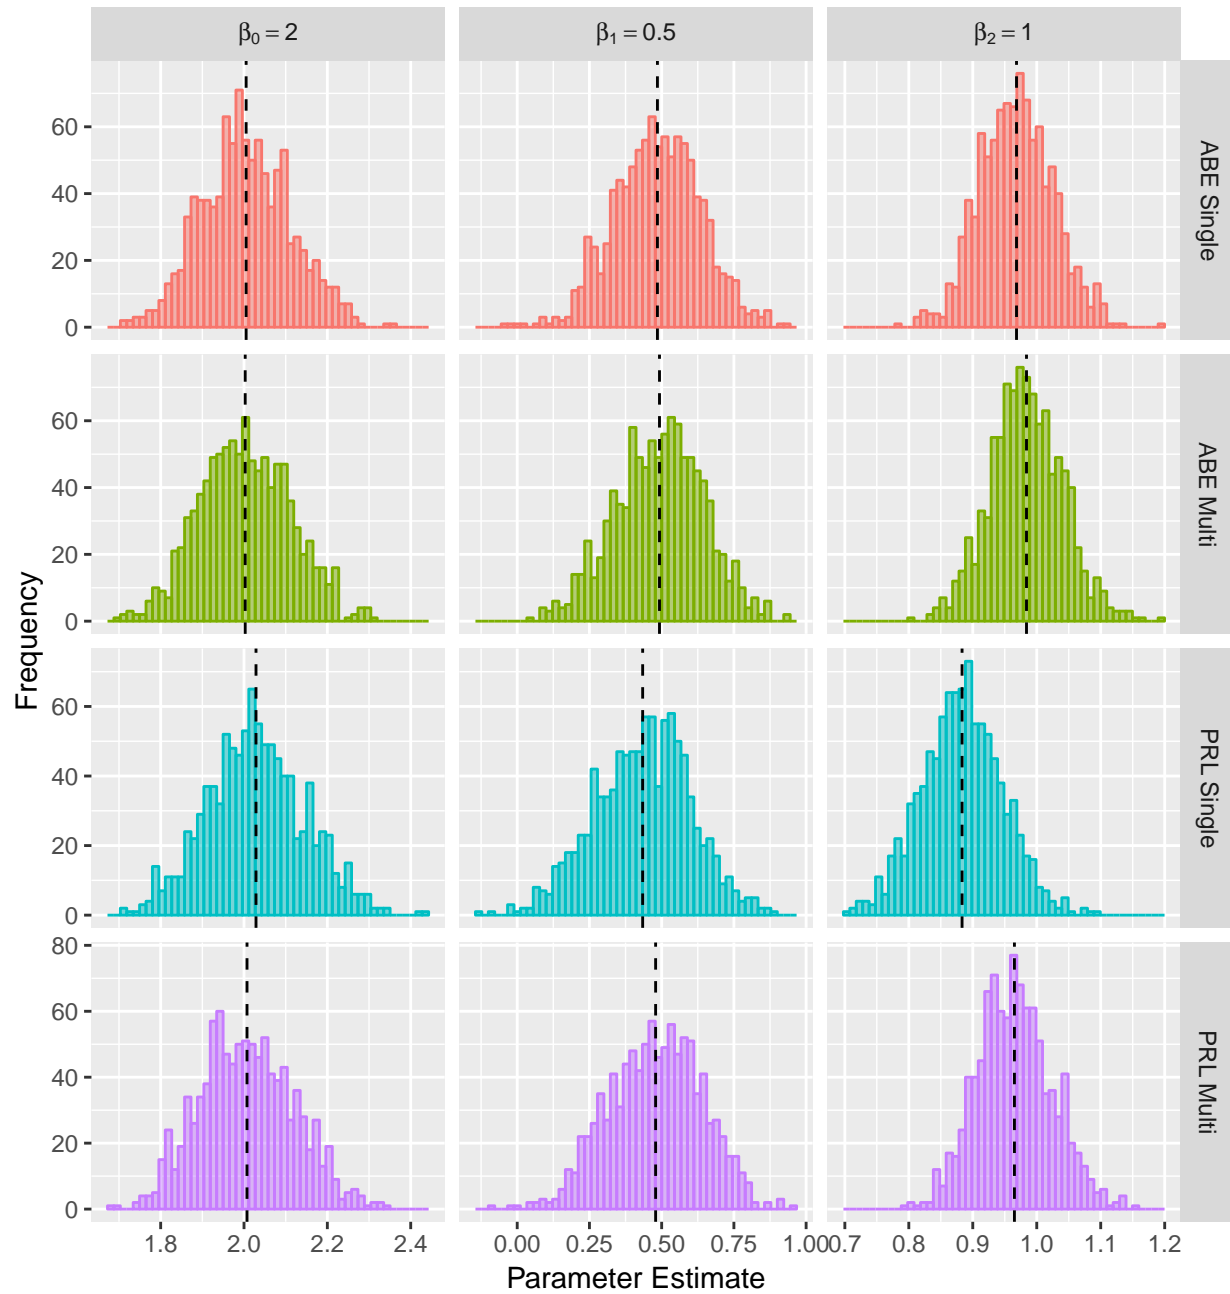 β₀ = 2 β₁ = 0.5 β₂ = 1
60
40
20
0
ABE Single
60
40
20
0
ABE Multi
Frequency
60
40
20
0
PRL Single
80
60
40
20
0
PRL Multi
1.8 2.0 2.2 2.4 0.00 0.25 0.50 0.75 1.00 0.7 0.8 0.9 1.0 1.1 1.2
Parameter Estimate